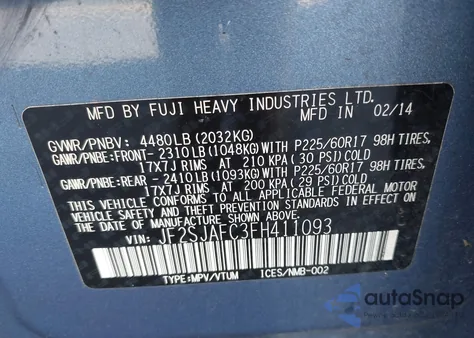 MFD BY FUJI HEAVY INDUSTRIES LTD.
MFD IN 02/14
GVWR/PNBV: 4480LB (2032KG)
GAWR/PNBE: FRONT- 2310LB (1048KG) WITH P225/60R17 98H TIRES,
17X7J RIMS AT 210 KPA (30 PSI) COLD
GAWR/PNBE: REAR - 2410LB (1093KG) WITH P225/60R17 98H TIRES,
17X7J RIMS AT 200 KPA (29 PSI) COLD
THIS VEHICLE CONFORMS TO ALL APPLICABLE FEDERAL MOTOR
VEHICLE SAFETY STANDARDS IN EFFECT ON THE
DATE OF MANUFACTURE SHOWN ABOVE.
VIN: JF2SJAFC3FH411093
TYPE:MPV/VTUM ICES/NMB-002
autoSnap
by AUTOASTAT